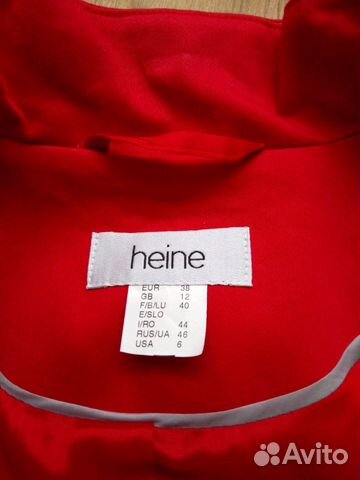 heine
EUR 38
GB 12
F/B/LU 40
E/SLO
I/RO 44
RUS/UA 46
USA 6
Avito